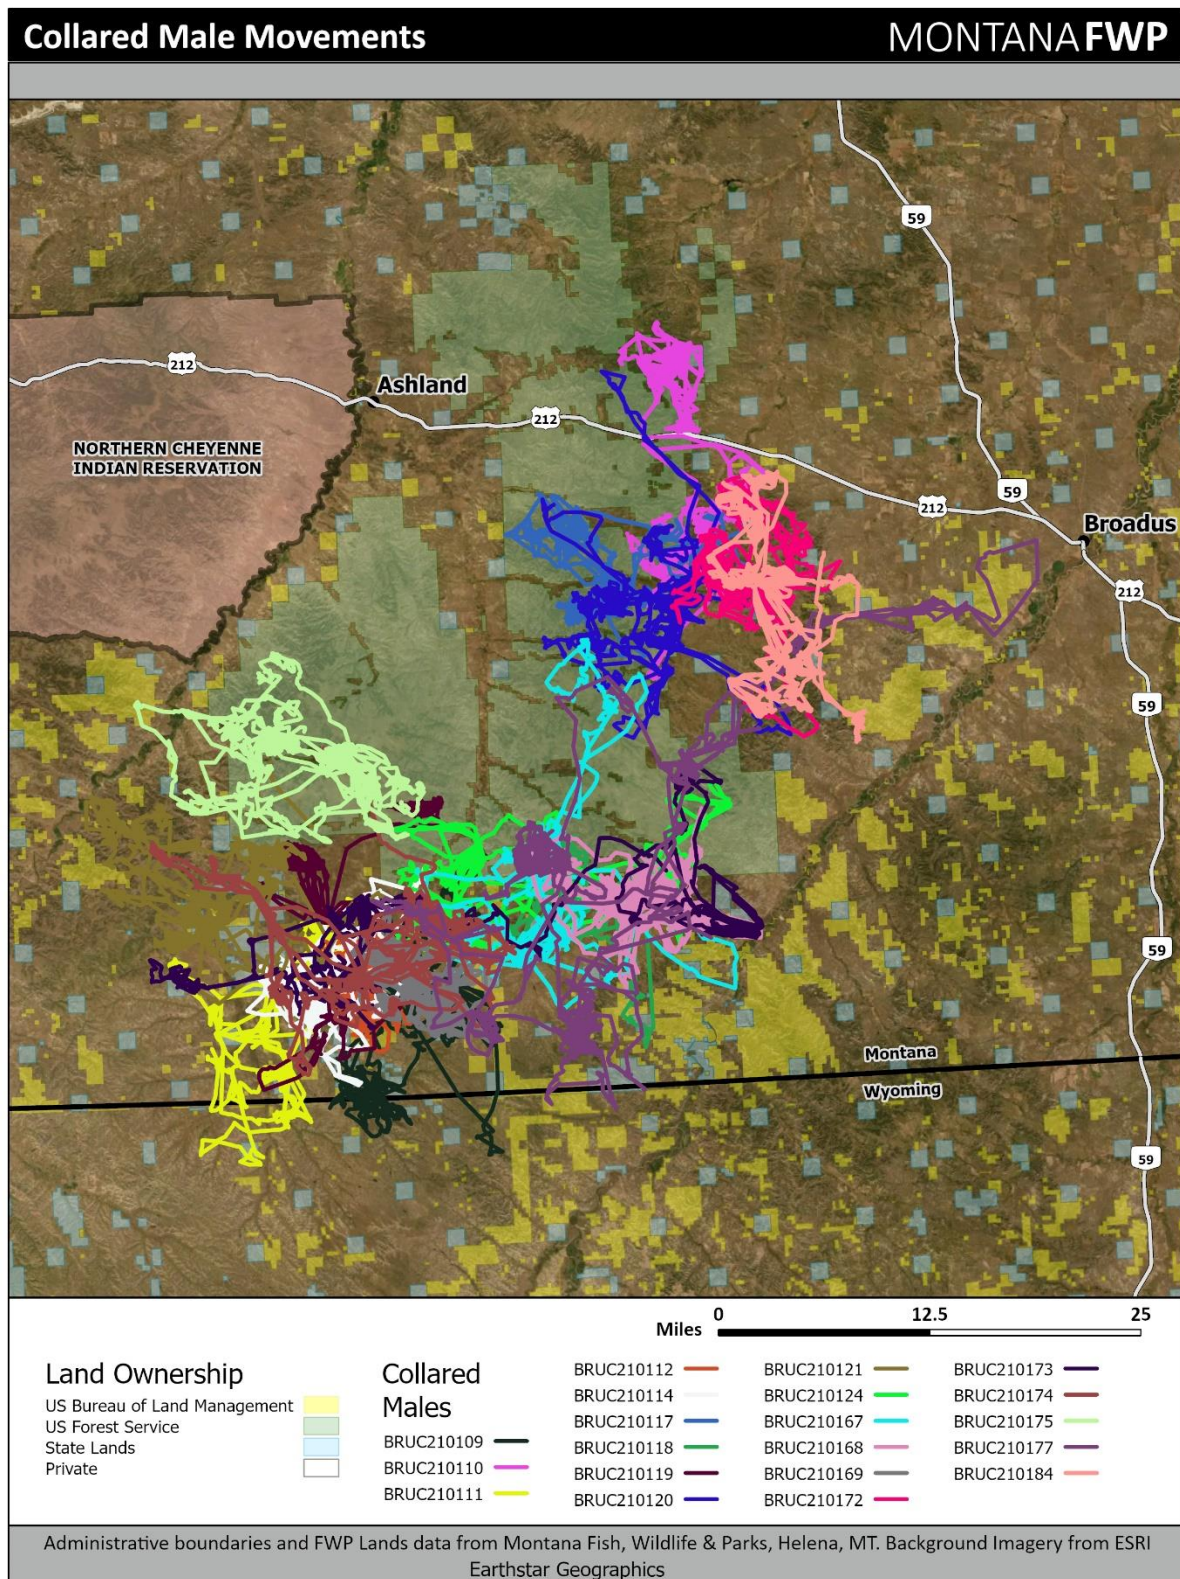 Collared Male Movements
MONTANA FWP
59
212
Ashland
212
NORTHERN CHEYENNE
INDIAN RESERVATION
59
212
Broadus
212
59
59
Montana
Wyoming
59
0 12.5 25
Miles
Land Ownership
US Bureau of Land Management
US Forest Service
State Lands
Private
Collared
Males
BRUC210109
BRUC210110
BRUC210111
BRUC210112
BRUC210114
BRUC210117
BRUC210118
BRUC210119
BRUC210120
BRUC210121
BRUC210124
BRUC210167
BRUC210168
BRUC210169
BRUC210172
BRUC210173
BRUC210174
BRUC210175
BRUC210177
BRUC210184
Administrative boundaries and FWP Lands data from Montana Fish, Wildlife & Parks, Helena, MT. Background Imagery from ESRI
Earthstar Geographics